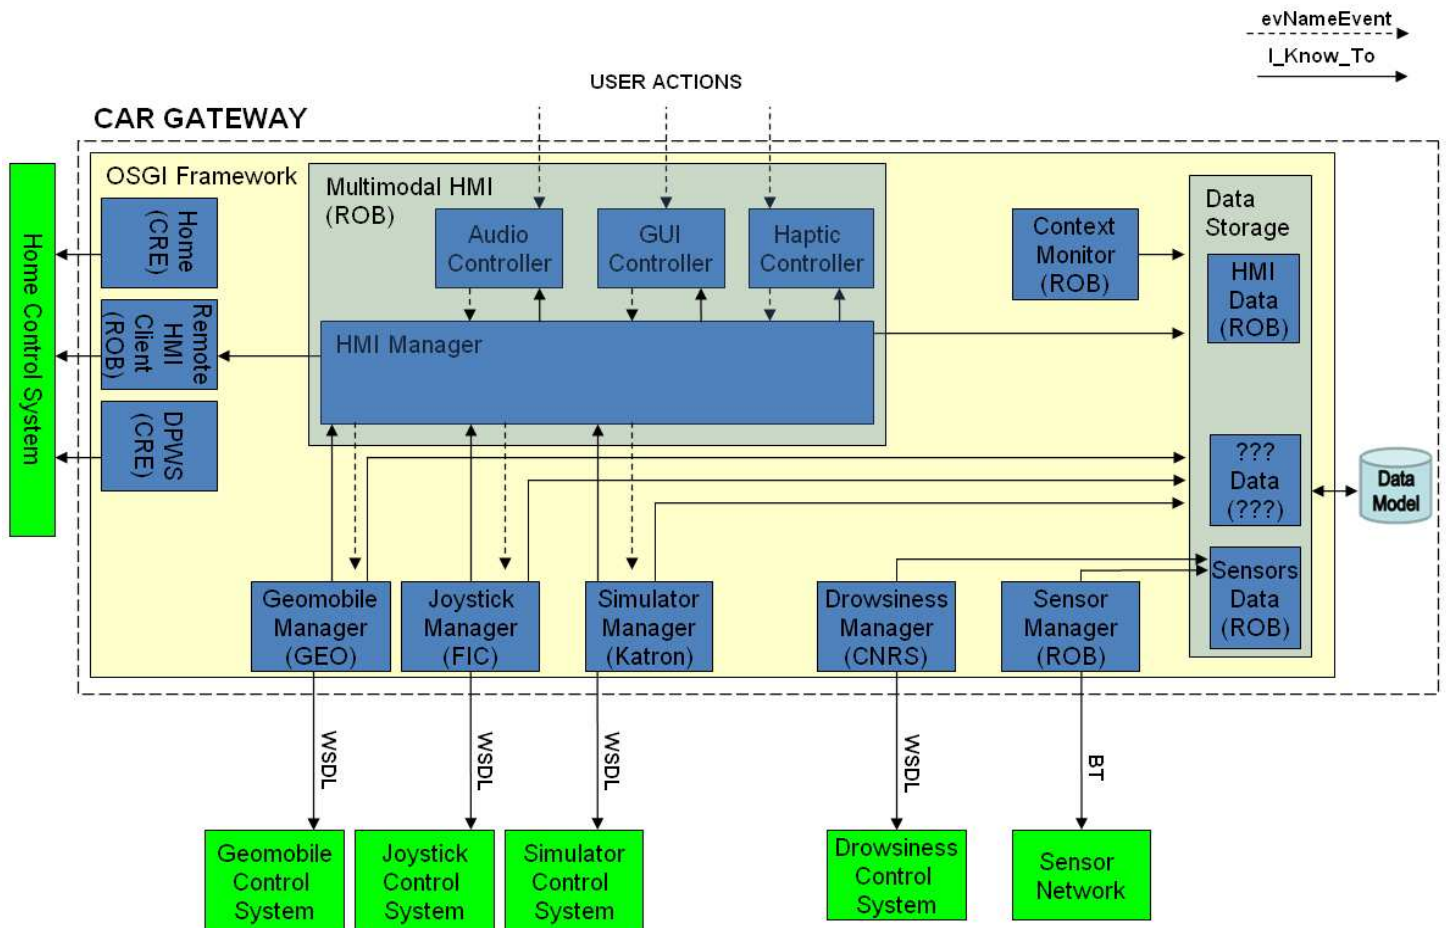 evNameEvent
I_Know_To
USER ACTIONS
CAR GATEWAY
OSGI Framework
Multimodal HMI
(ROB)
Audio
Controller
GUI
Controller
Haptic
Controller
HMI Manager
Context
Monitor
(ROB)
Data
Storage
HMI
Data
(ROB)
???
Data
(???)
Sensors
Data
(ROB)
Data
Model
Home Control System
Home
(CRE)
Remote
HMI
Client
(ROB)
DPWS
(CRE)
Geomobile
Manager
(GEO)
Joystick
Manager
(FIC)
Simulator
Manager
(Katron)
Drowsiness
Manager
(CNRS)
Sensor
Manager
(ROB)
WSDL
WSDL
WSDL
WSDL
BT
Geomobile
Control
System
Joystick
Control
System
Simulator
Control
System
Drowsiness
Control
System
Sensor
Network